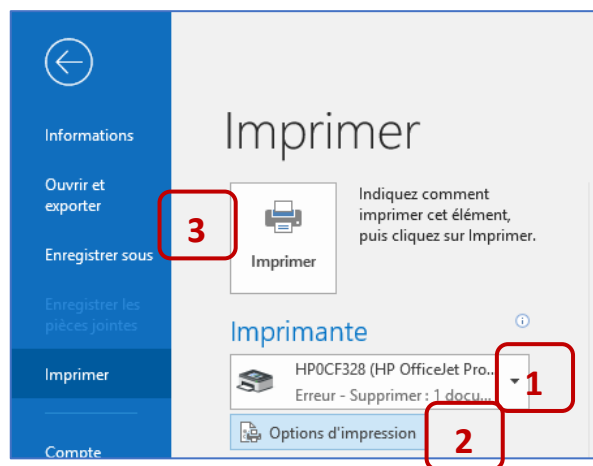 Informations
Ouvrir et
exporter
Enregistrer sous
Enregistrer les
pièces jointes
Imprimer
Compte
Imprimer
3
Imprimer
Indiquez comment
imprimer cet élément,
puis cliquez sur Imprimer.
Imprimante
HP0CF328 (HP OfficeJet Pro...
Erreur - Supprimer : 1 docu...
1
Options d'impression
2